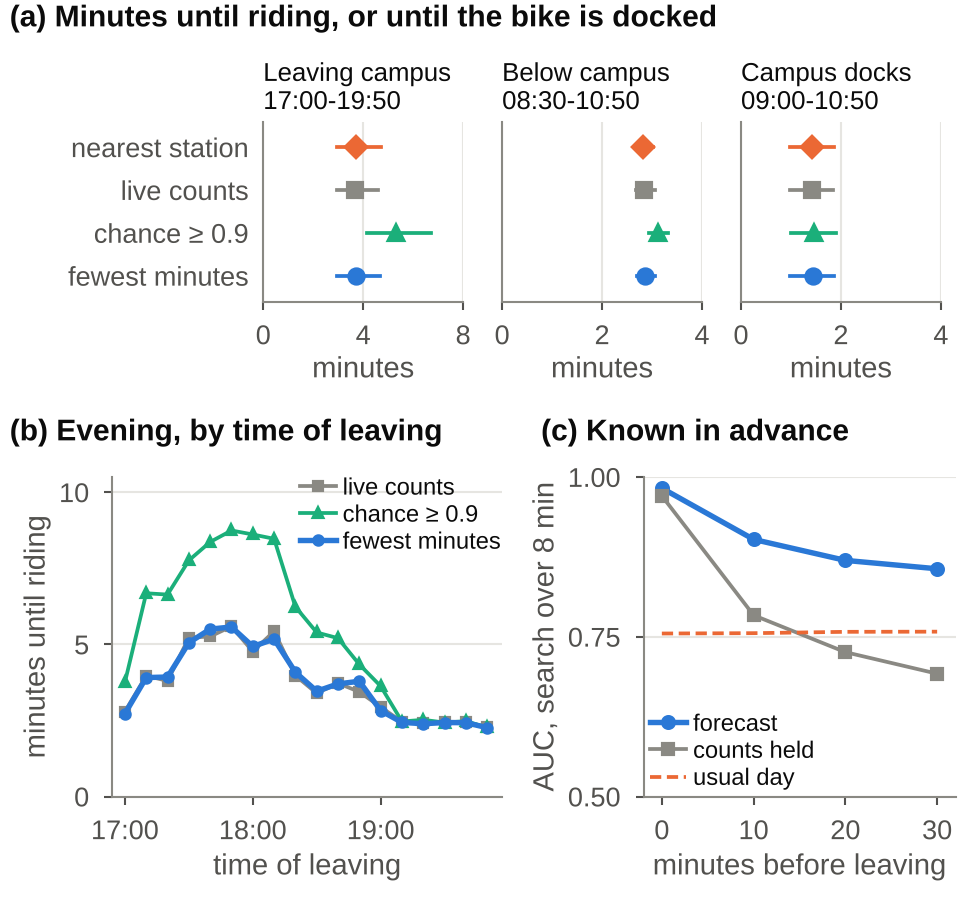 (a) Minutes until riding, or until the bike is docked
Leaving campus
17:00-19:50
Below campus
08:30-10:50
Campus docks
09:00-10:50
nearest station
live counts
chance ≥ 0.9
fewest minutes
0 4 8
0 2 4
0 2 4
minutes
minutes
minutes
(b) Evening, by time of leaving
minutes until riding
10
5
0
live counts
chance ≥ 0.9
fewest minutes
17:00 18:00 19:00
time of leaving
(c) Known in advance
AUC, search over 8 min
1.00
0.75
0.50
forecast
counts held
usual day
0 10 20 30
minutes before leaving